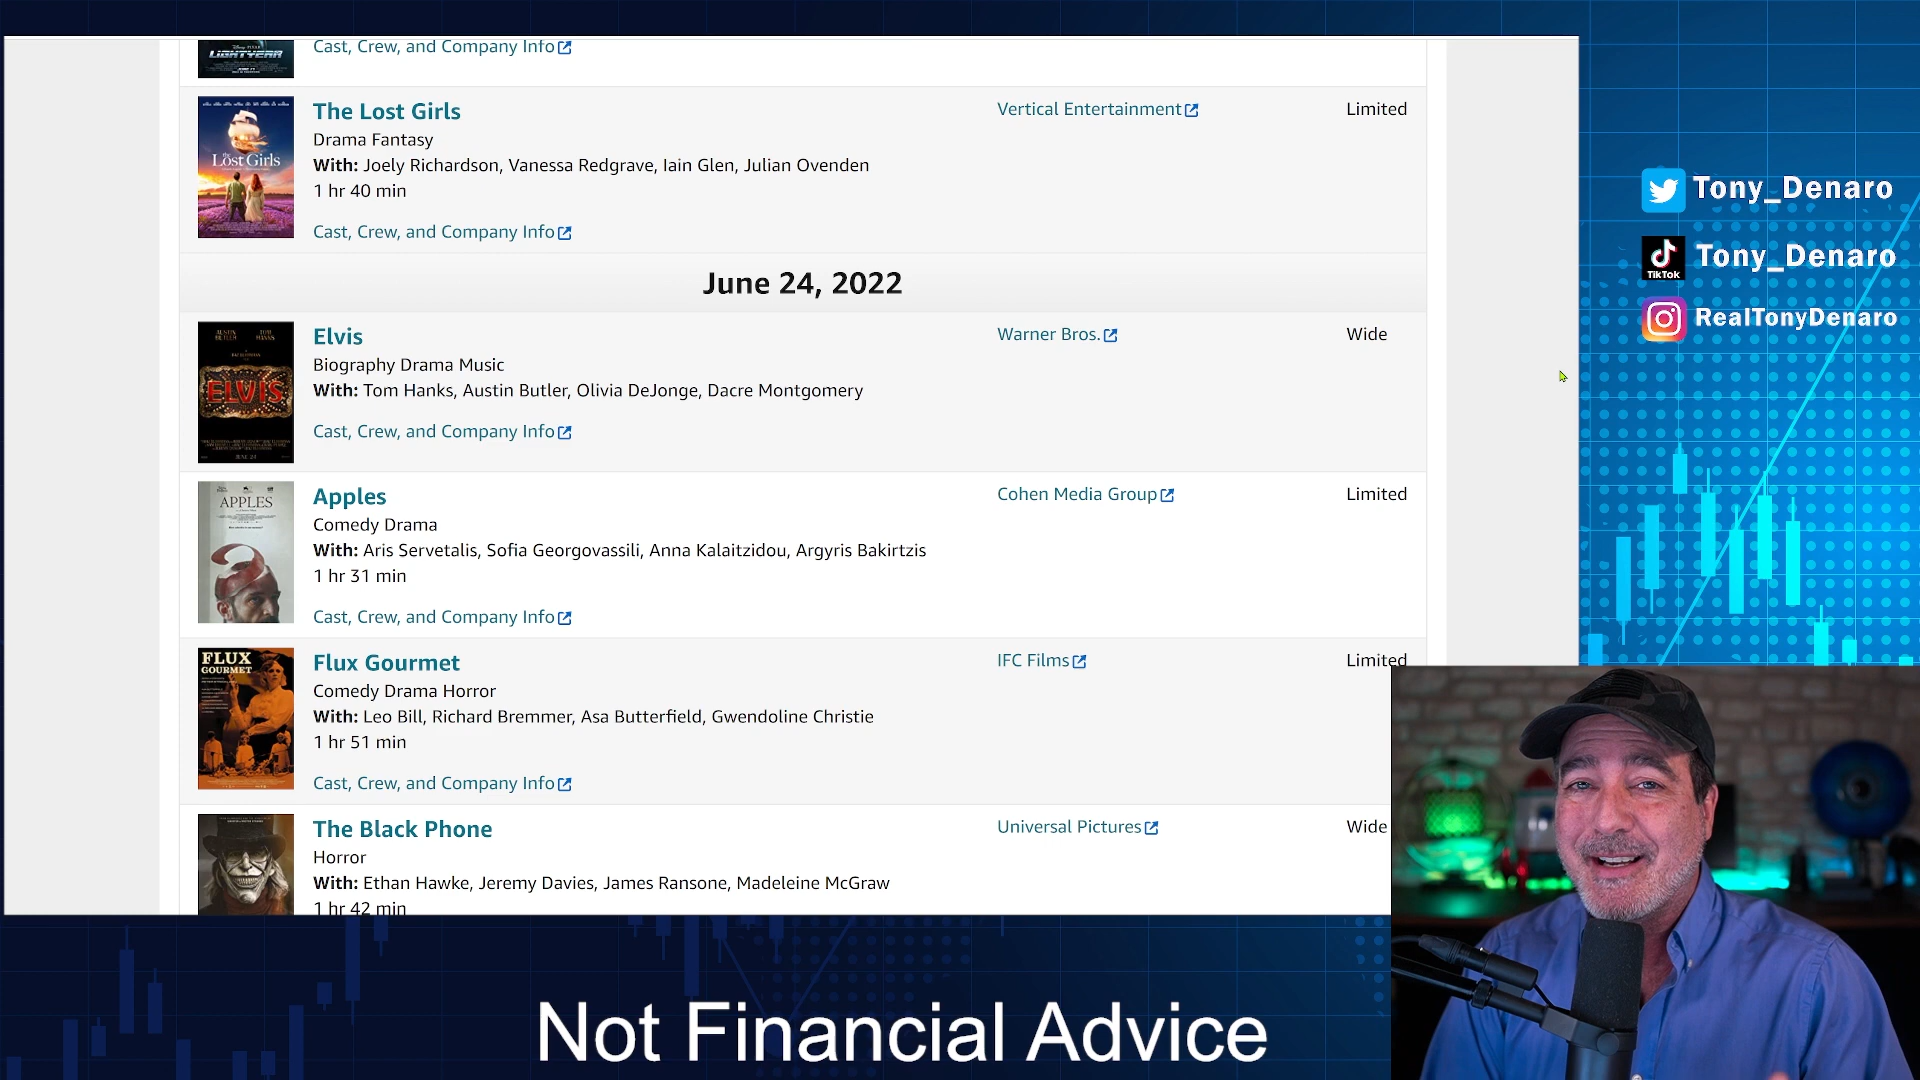 LIGHTYEAR
Cast, Crew, and Company Info
The Lost Girls
Drama Fantasy
With: Joely Richardson, Vanessa Redgrave, Iain Glen, Julian Ovenden
1 hr 40 min
Cast, Crew, and Company Info
Vertical Entertainment
Limited
Lost Girls
June 24, 2022
Elvis
Biography Drama Music
With: Tom Hanks, Austin Butler, Olivia DeJonge, Dacre Montgomery
Cast, Crew, and Company Info
Warner Bros.
Wide
ELVIS
Apples
Comedy Drama
With: Aris Servetalis, Sofia Georgovassili, Anna Kalaitzidou, Argyris Bakirtzis
1 hr 31 min
Cast, Crew, and Company Info
Cohen Media Group
Limited
APPLES
Flux Gourmet
Comedy Drama Horror
With: Leo Bill, Richard Bremmer, Asa Butterfield, Gwendoline Christie
1 hr 51 min
Cast, Crew, and Company Info
IFC Films
Limited
FLUX
GOURMET
The Black Phone
Horror
With: Ethan Hawke, Jeremy Davies, James Ransone, Madeleine McGraw
1 hr 42 min
Universal Pictures
Wide
Tony_Denaro
TikTok
Tony_Denaro
RealTonyDenaro
Not Financial Advice